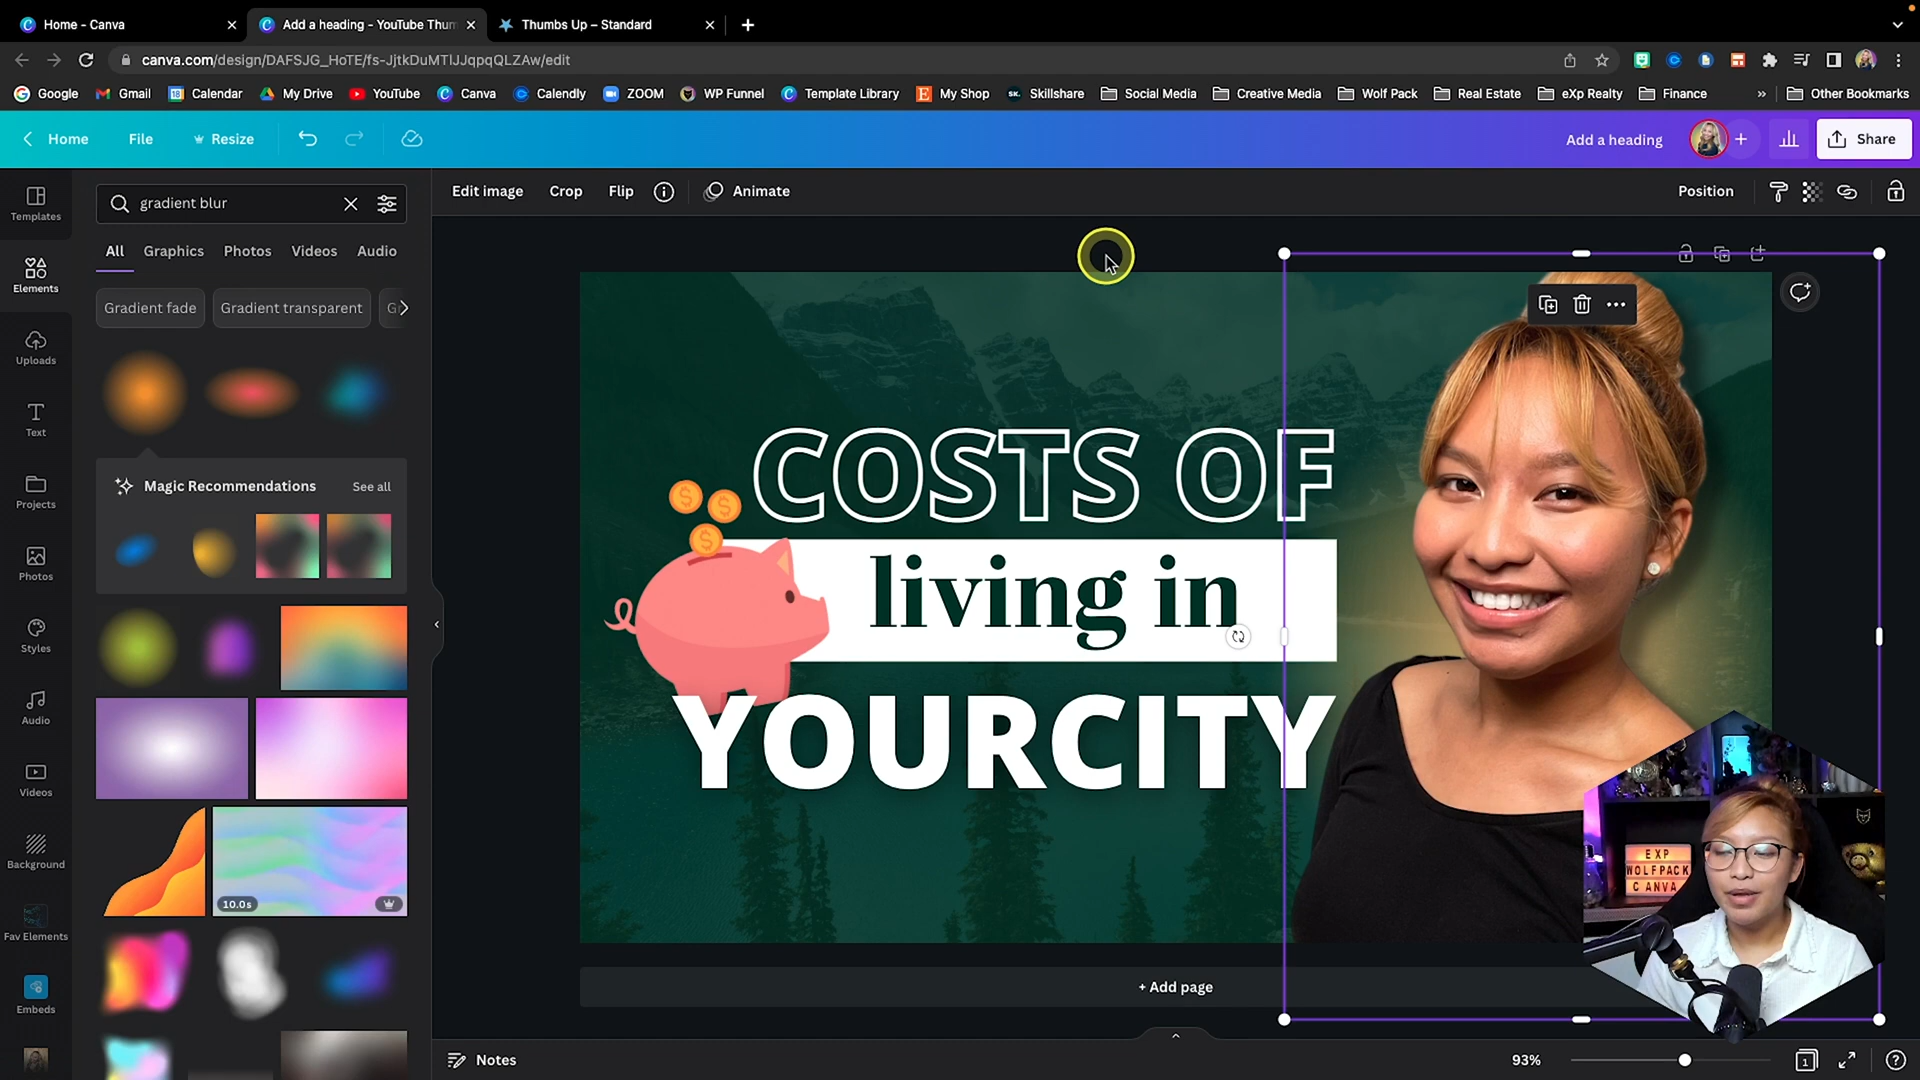 Home - Canva
Add a heading - YouTube Thum
Thumbs Up – Standard
canva.com/design/DAFSJG_HoTE/fs-JjtkDuMTlJJqpqQLZAw/edit
Google Gmail Calendar My Drive YouTube Canva Calendly ZOOM WP Funnel Template Library My Shop Skillshare Social Media Creative Media Wolf Pack Real Estate eXp Realty Finance » Other Bookmarks
Home File Resize Add a heading + Share
gradient blur
Edit image Crop Flip Animate Position
Templates
Elements
Uploads
Text
Projects
Photos
Styles
Audio
Videos
Background
Fav Elements
Embeds
All Graphics Photos Videos Audio
Gradient fade Gradient transparent G
Magic Recommendations See all
10.0s
COSTS OF
living in
YOURCITY
EXP
WOLFPACK
CANVA
+ Add page
Notes
93%
1